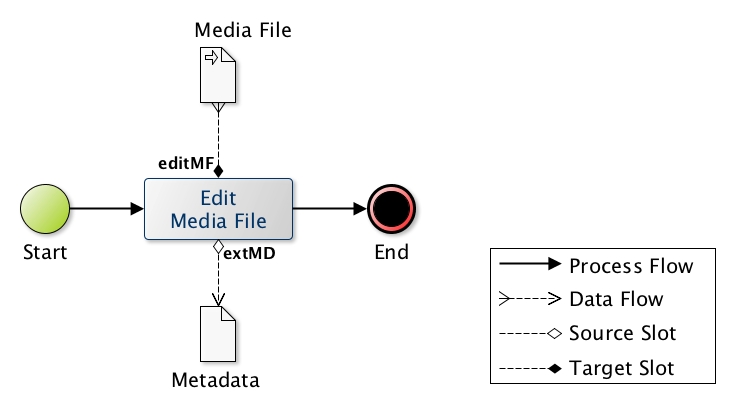 Media File
editMF
Edit
Media File
Start
End
extMD
Metadata
Process Flow
Data Flow
Source Slot
Target Slot